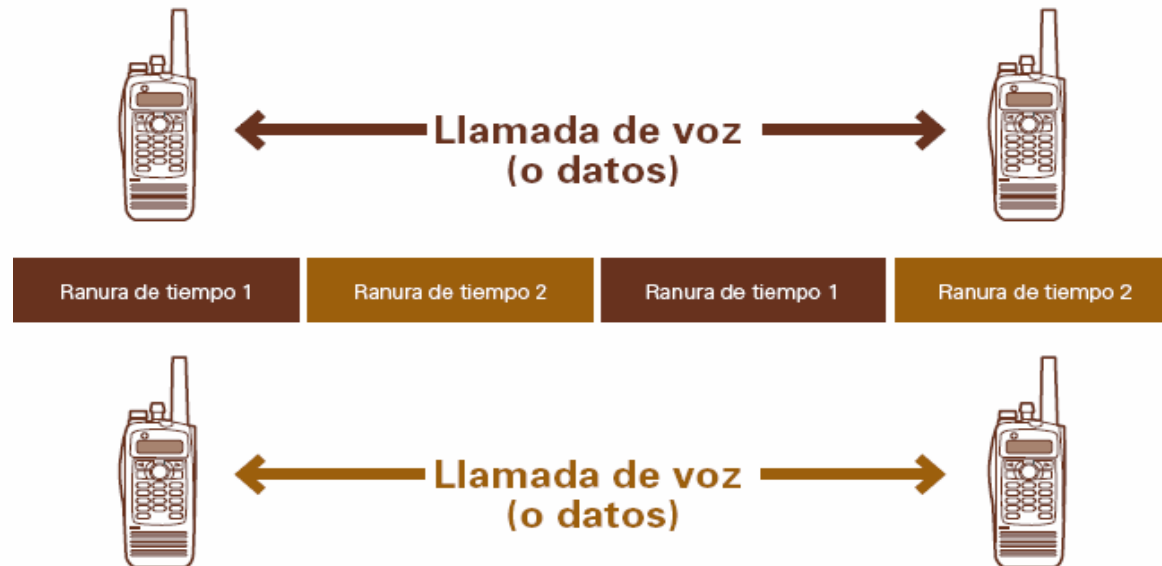 Llamada de voz
(o datos)
Ranura de tiempo 1
Ranura de tiempo 2
Ranura de tiempo 1
Ranura de tiempo 2
Llamada de voz
(o datos)